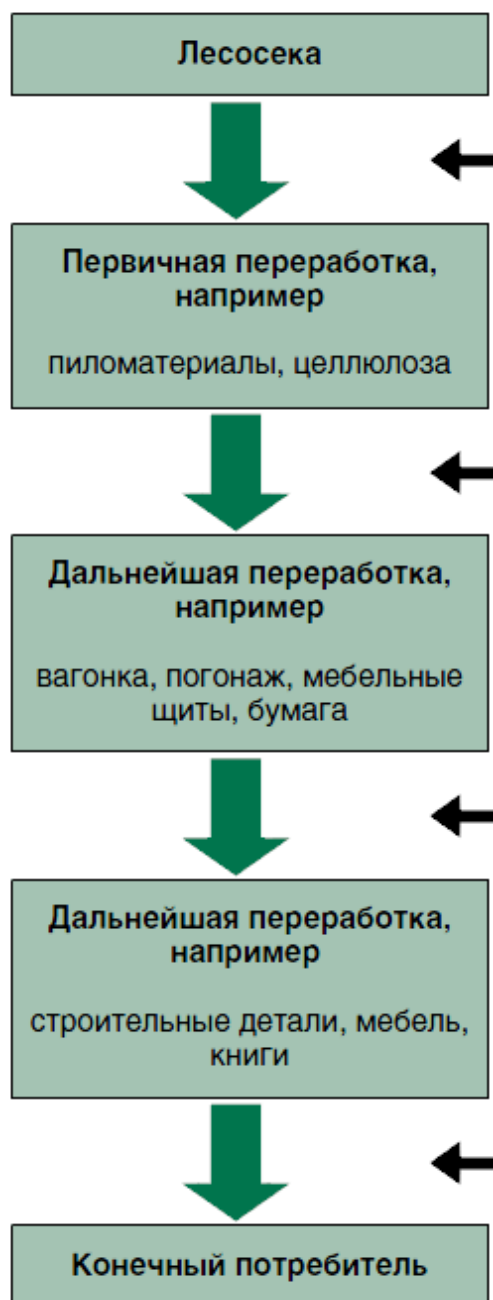 Лесосека
Первичная переработка,
например
пиломатериалы, целлюлоза
Дальнейшая переработка,
например
вагонка, погонаж, мебельные
щиты, бумага
Дальнейшая переработка,
например
строительные детали, мебель,
книги
Конечный потребитель